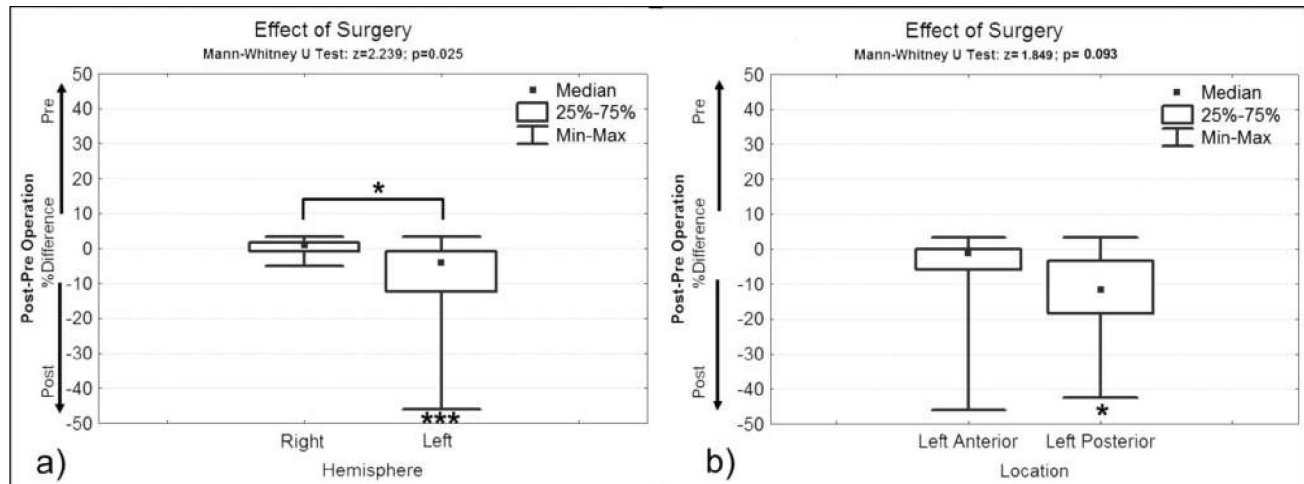 Effect of Surgery
Mann-Whitney U Test: z=2.239; p=0.025
50
40
30
20
10
0
-10
-20
-30
-40
-50
Post-Pre Operation
%Difference
Pre
Post
Median
25%-75%
Min-Max
*
***
Right
Left
Hemisphere
a)
Effect of Surgery
Mann-Whitney U Test: z= 1.849; p= 0.093
50
40
30
20
10
0
-10
-20
-30
-40
-50
Post-Pre Operation
%Difference
Pre
Post
Median
25%-75%
Min-Max
*
Left Anterior
Left Posterior
Location
b)